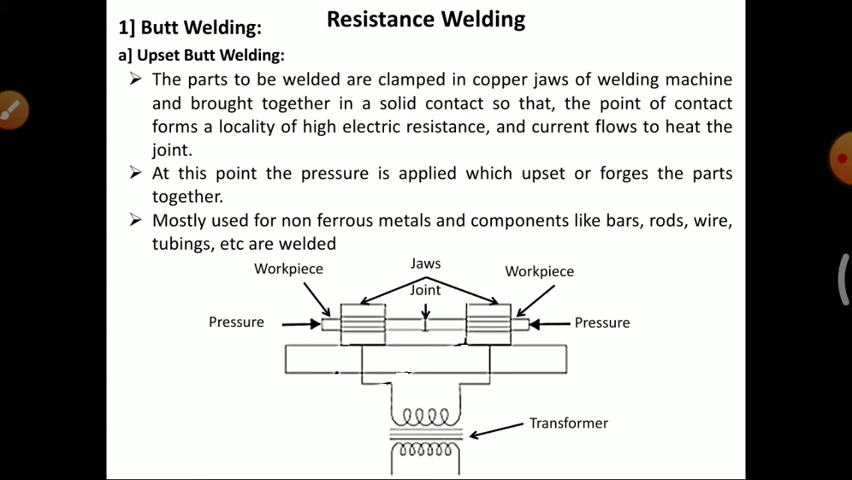 Resistance Welding
1] Butt Welding:
a] Upset Butt Welding:
➢ The parts to be welded are clamped in copper jaws of welding machine
and brought together in a solid contact so that, the point of contact
forms a locality of high electric resistance, and current flows to heat the
joint.
➢ At this point the pressure is applied which upset or forges the parts
together.
➢ Mostly used for non ferrous metals and components like bars, rods, wire,
tubings, etc are welded
Jaws
Workpiece
Workpiece
Joint
Pressure
Pressure
Transformer